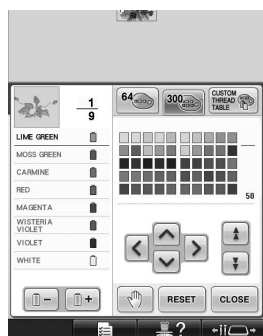 1
9
64
300
CUSTOM
THREAD
TABLE
LIME GREEN
MOSS GREEN
CARMINE
RED
MAGENTA
WISTERIA
VIOLET
VIOLET
WHITE
50
- +
RESET
CLOSE
?